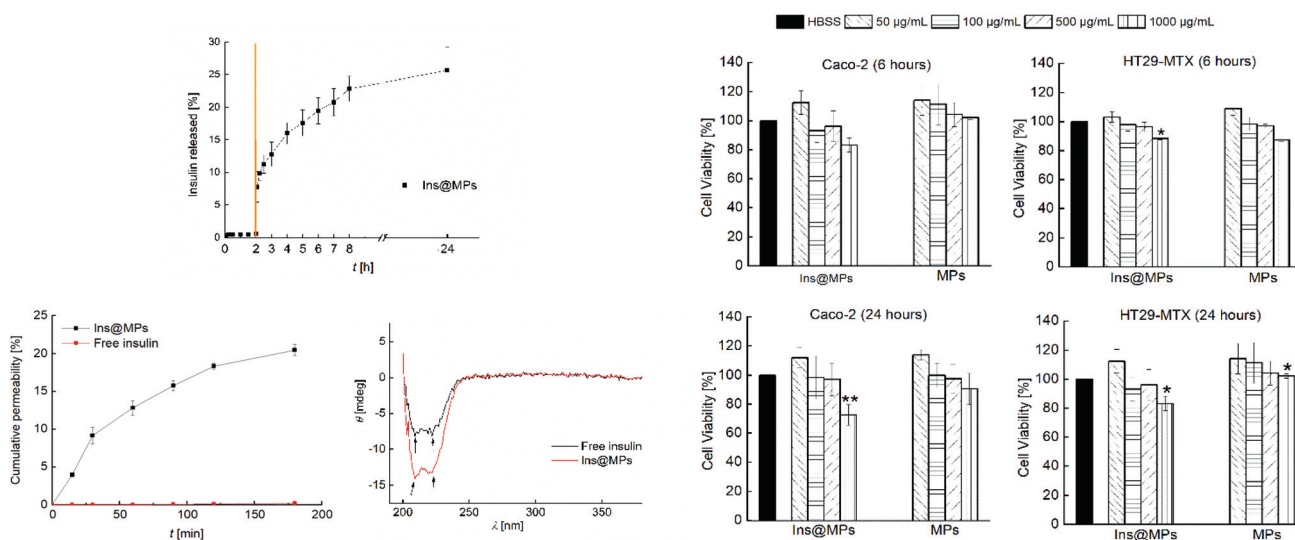 30
25
20
15
10
5
0
Insulin released [%]
Ins@MPs
0 2 3 4 5 6 7 8 24
t [h]
25
20
15
10
5
0
Cumulative permeability [%]
Ins@MPs
Free insulin
0 50 100 150 200
t [min]
5
0
-5
-10
-15
θ [mdeg]
Free insulin
Ins@MPs
200 250 300 350
λ [nm]
HBSS 50 µg/mL 100 µg/mL 500 µg/mL 1000 µg/mL
Caco-2 (6 hours)
140
120
100
80
60
40
20
0
Cell Viability [%]
Ins@MPs MPs
HT29-MTX (6 hours)
140
120
100
80
60
40
20
0
Cell Viability [%]
*
Ins@MPs MPs
Caco-2 (24 hours)
140
120
100
80
60
40
20
0
Cell Viability [%]
**
Ins@MPs MPs
HT29-MTX (24 hours)
140
120
100
80
60
40
20
0
Cell Viability [%]
* *
Ins@MPs MPs